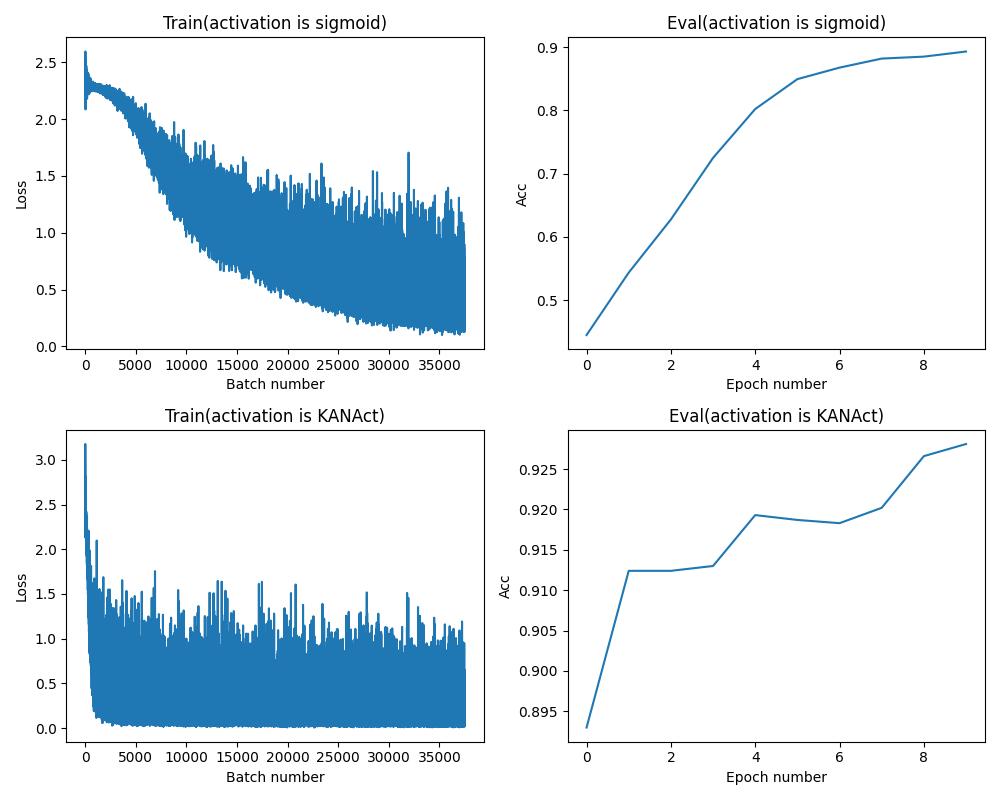 Train(activation is sigmoid)
2.5
2.0
1.5
1.0
0.5
0.0
Loss
0 5000 10000 15000 20000 25000 30000 35000
Batch number
Eval(activation is sigmoid)
0.9
0.8
0.7
0.6
0.5
Acc
0 2 4 6 8
Epoch number
Train(activation is KANAct)
3.0
2.5
2.0
1.5
1.0
0.5
0.0
Loss
0 5000 10000 15000 20000 25000 30000 35000
Batch number
Eval(activation is KANAct)
0.925
0.920
0.915
0.910
0.905
0.900
0.895
Acc
0 2 4 6 8
Epoch number